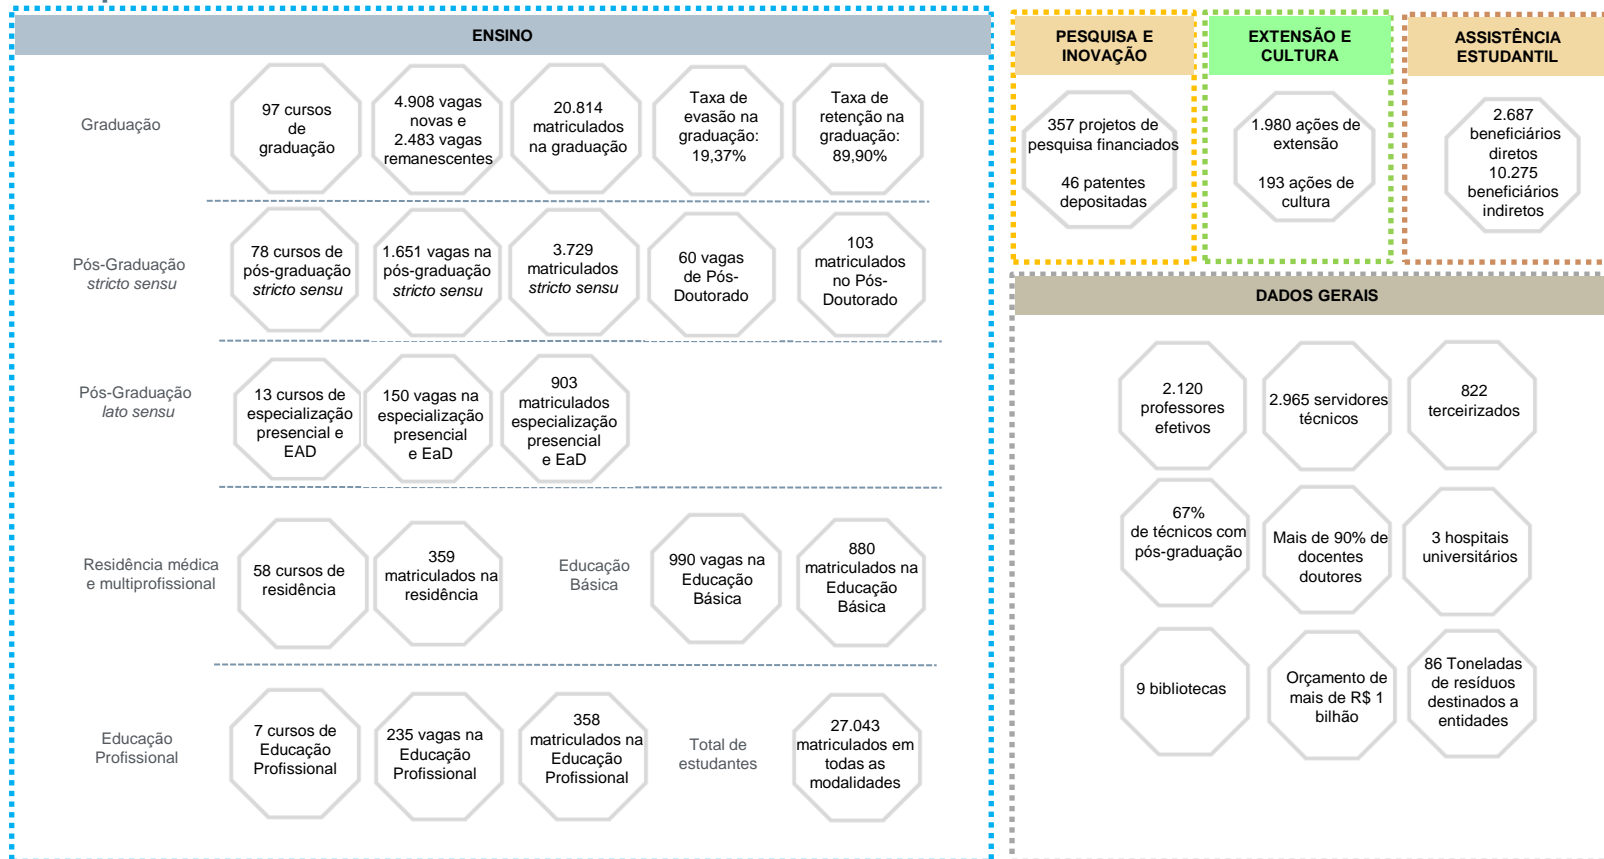 ENSINO
Graduação
97 cursos
de
graduação
4.908 vagas
novas e
2.483 vagas
remanescentes
20.814
matriculados
na graduação
Taxa de
evasão na
graduação:
19,37%
Taxa de
retenção na
graduação:
89,90%
Pós-Graduação
stricto sensu
78 cursos de
pós-graduação
stricto sensu
1.651 vagas na
pós-graduação
stricto sensu
3.729
matriculados
stricto sensu
60 vagas
de Pós-
Doutorado
103
matriculados
no Pós-
Doutorado
Pós-Graduação
lato sensu
13 cursos de
especialização
presencial e
EAD
150 vagas na
especialização
presencial
e EaD
903
matriculados
especialização
presencial
e EaD
Residência médica
e multiprofissional
58 cursos de
residência
359
matriculados na
residência
Educação
Básica
990 vagas na
Educação
Básica
880
matriculados na
Educação
Básica
Educação
Profissional
7 cursos de
Educação
Profissional
235 vagas na
Educação
Profissional
358
matriculados na
Educação
Profissional
Total de
estudantes
27.043
matriculados em
todas as
modalidades
PESQUISA E
INOVAÇÃO
357 projetos de
pesquisa financiados
46 patentes
depositadas
EXTENSÃO E
CULTURA
1.980 ações de
extensão
193 ações de
cultura
ASSISTÊNCIA
ESTUDANTIL
2.687
beneficiários
diretos
10.275
beneficiários
indiretos
DADOS GERAIS
2.120
professores
efetivos
2.965 servidores
técnicos
822
terceirizados
67%
de técnicos com
pós-graduação
Mais de 90% de
docentes
doutores
3 hospitais
universitários
9 bibliotecas
Orçamento de
mais de R$ 1
bilhão
86 Toneladas
de resíduos
destinados a
entidades